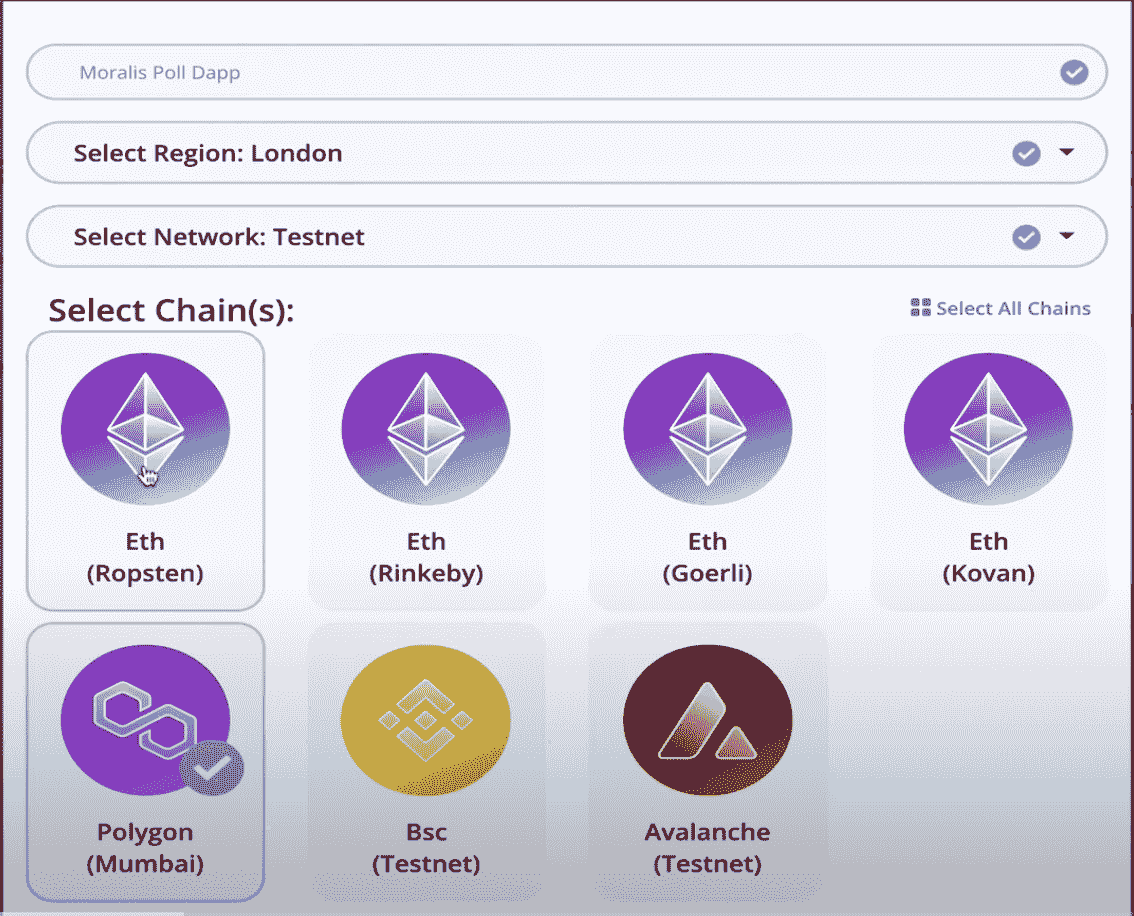 Moralis Poll Dapp
Select Region: London
Select Network: Testnet
Select Chain(s):
Select All Chains
Eth
(Ropsten)
Eth
(Rinkeby)
Eth
(Goerli)
Eth
(Kovan)
Polygon
(Mumbai)
Bsc
(Testnet)
Avalanche
(Testnet)